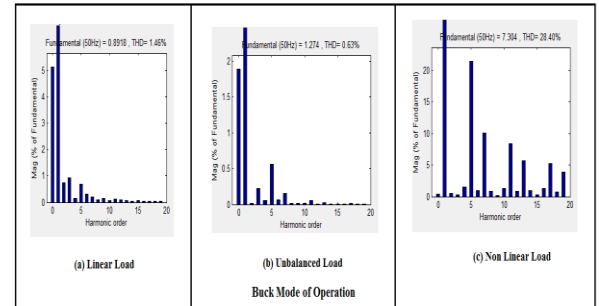 Fundamental (50Hz) = 0.8918 , THD= 1.46%
5
4
3
2
1
0
Mag (% of Fundamental)
0 5 10 15 20
Harmonic order
(a) Linear Load
Fundamental (50Hz) = 1.274 , THD= 0.63%
2
1.5
1
0.5
0
Mag (% of Fundamental)
0 5 10 15 20
Harmonic order
(b) Unbalanced Load
Fundamental (50Hz) = 7.304 , THD= 28.40%
20
15
10
5
0
Mag (% of Fundamental)
0 5 10 15 20
Harmonic order
(c) Non Linear Load
Buck Mode of Operation